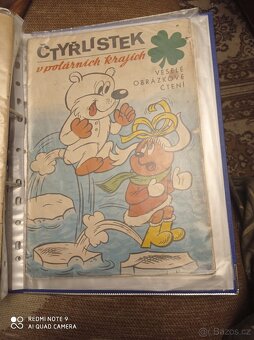 ČTYŘLÍSTEK
v polárních krajích
VESELÉ
OBRÁZKOVÉ
ČTENÍ
REDMI NOTE 9
AI QUAD CAMERA
Bazos.cz